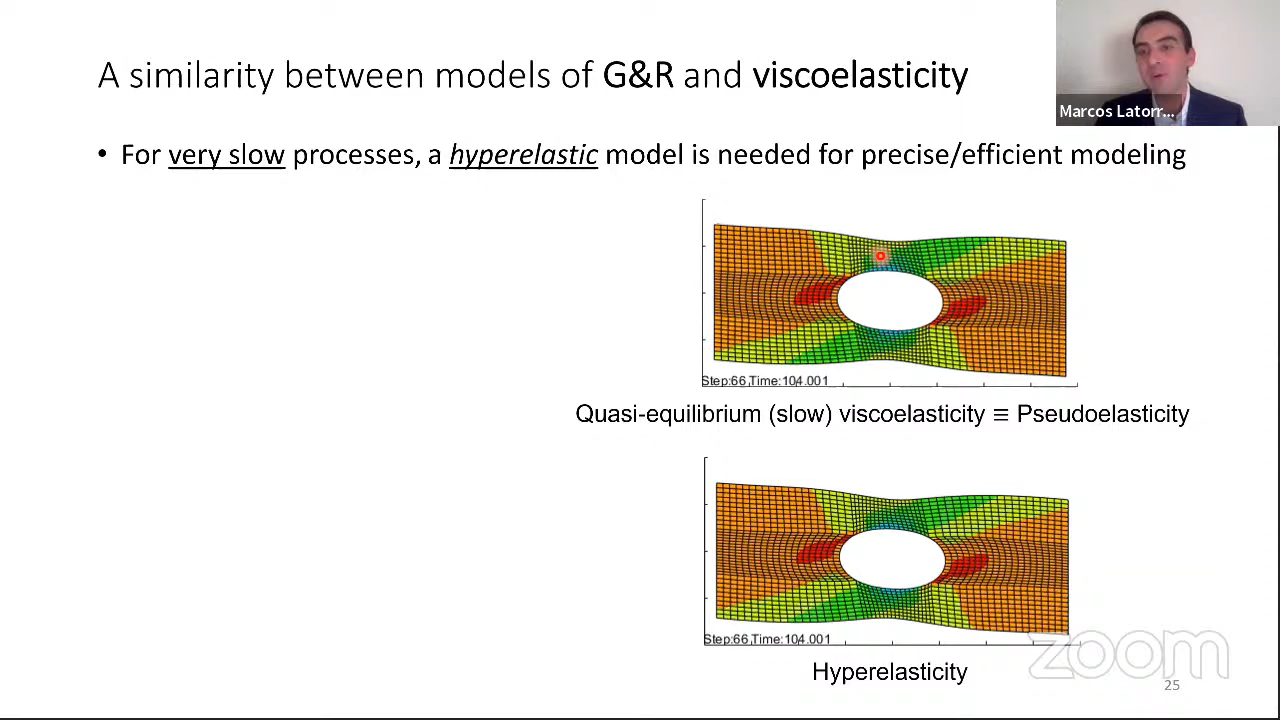 A similarity between models of G&R and viscoelasticity
Marcos Latorr...
• For very slow processes, a hyperelastic model is needed for precise/efficient modeling
Step:66,Time:104.001
Quasi-equilibrium (slow) viscoelasticity ≡ Pseudoelasticity
Step:66,Time:104.001
Hyperelasticity
zoom
25